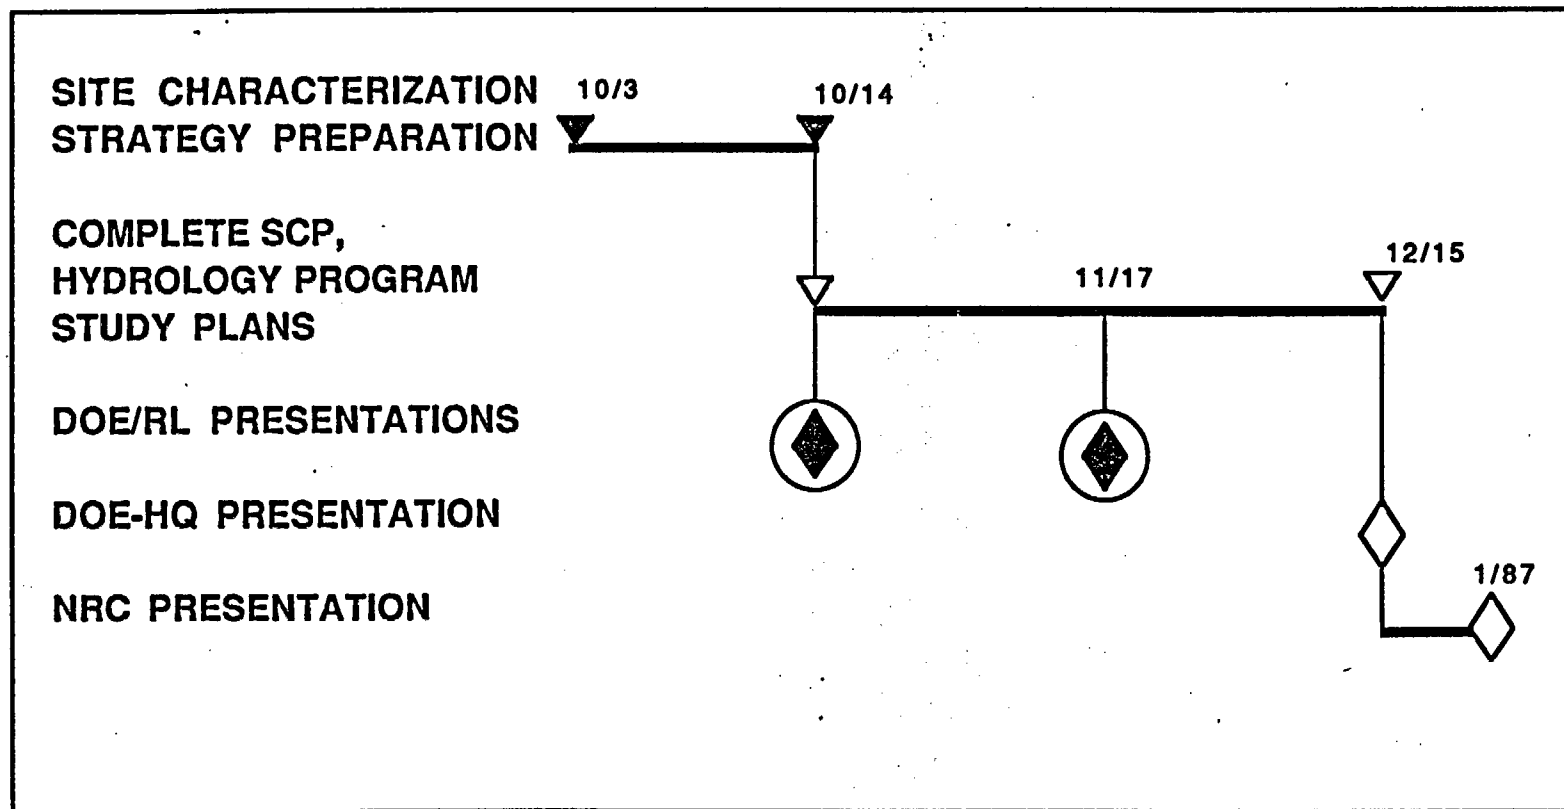 SITE CHARACTERIZATION
STRATEGY PREPARATION
10/3
10/14
COMPLETE SCP,
HYDROLOGY PROGRAM
STUDY PLANS
11/17
12/15
DOE/RL PRESENTATIONS
DOE-HQ PRESENTATION
1/87
NRC PRESENTATION